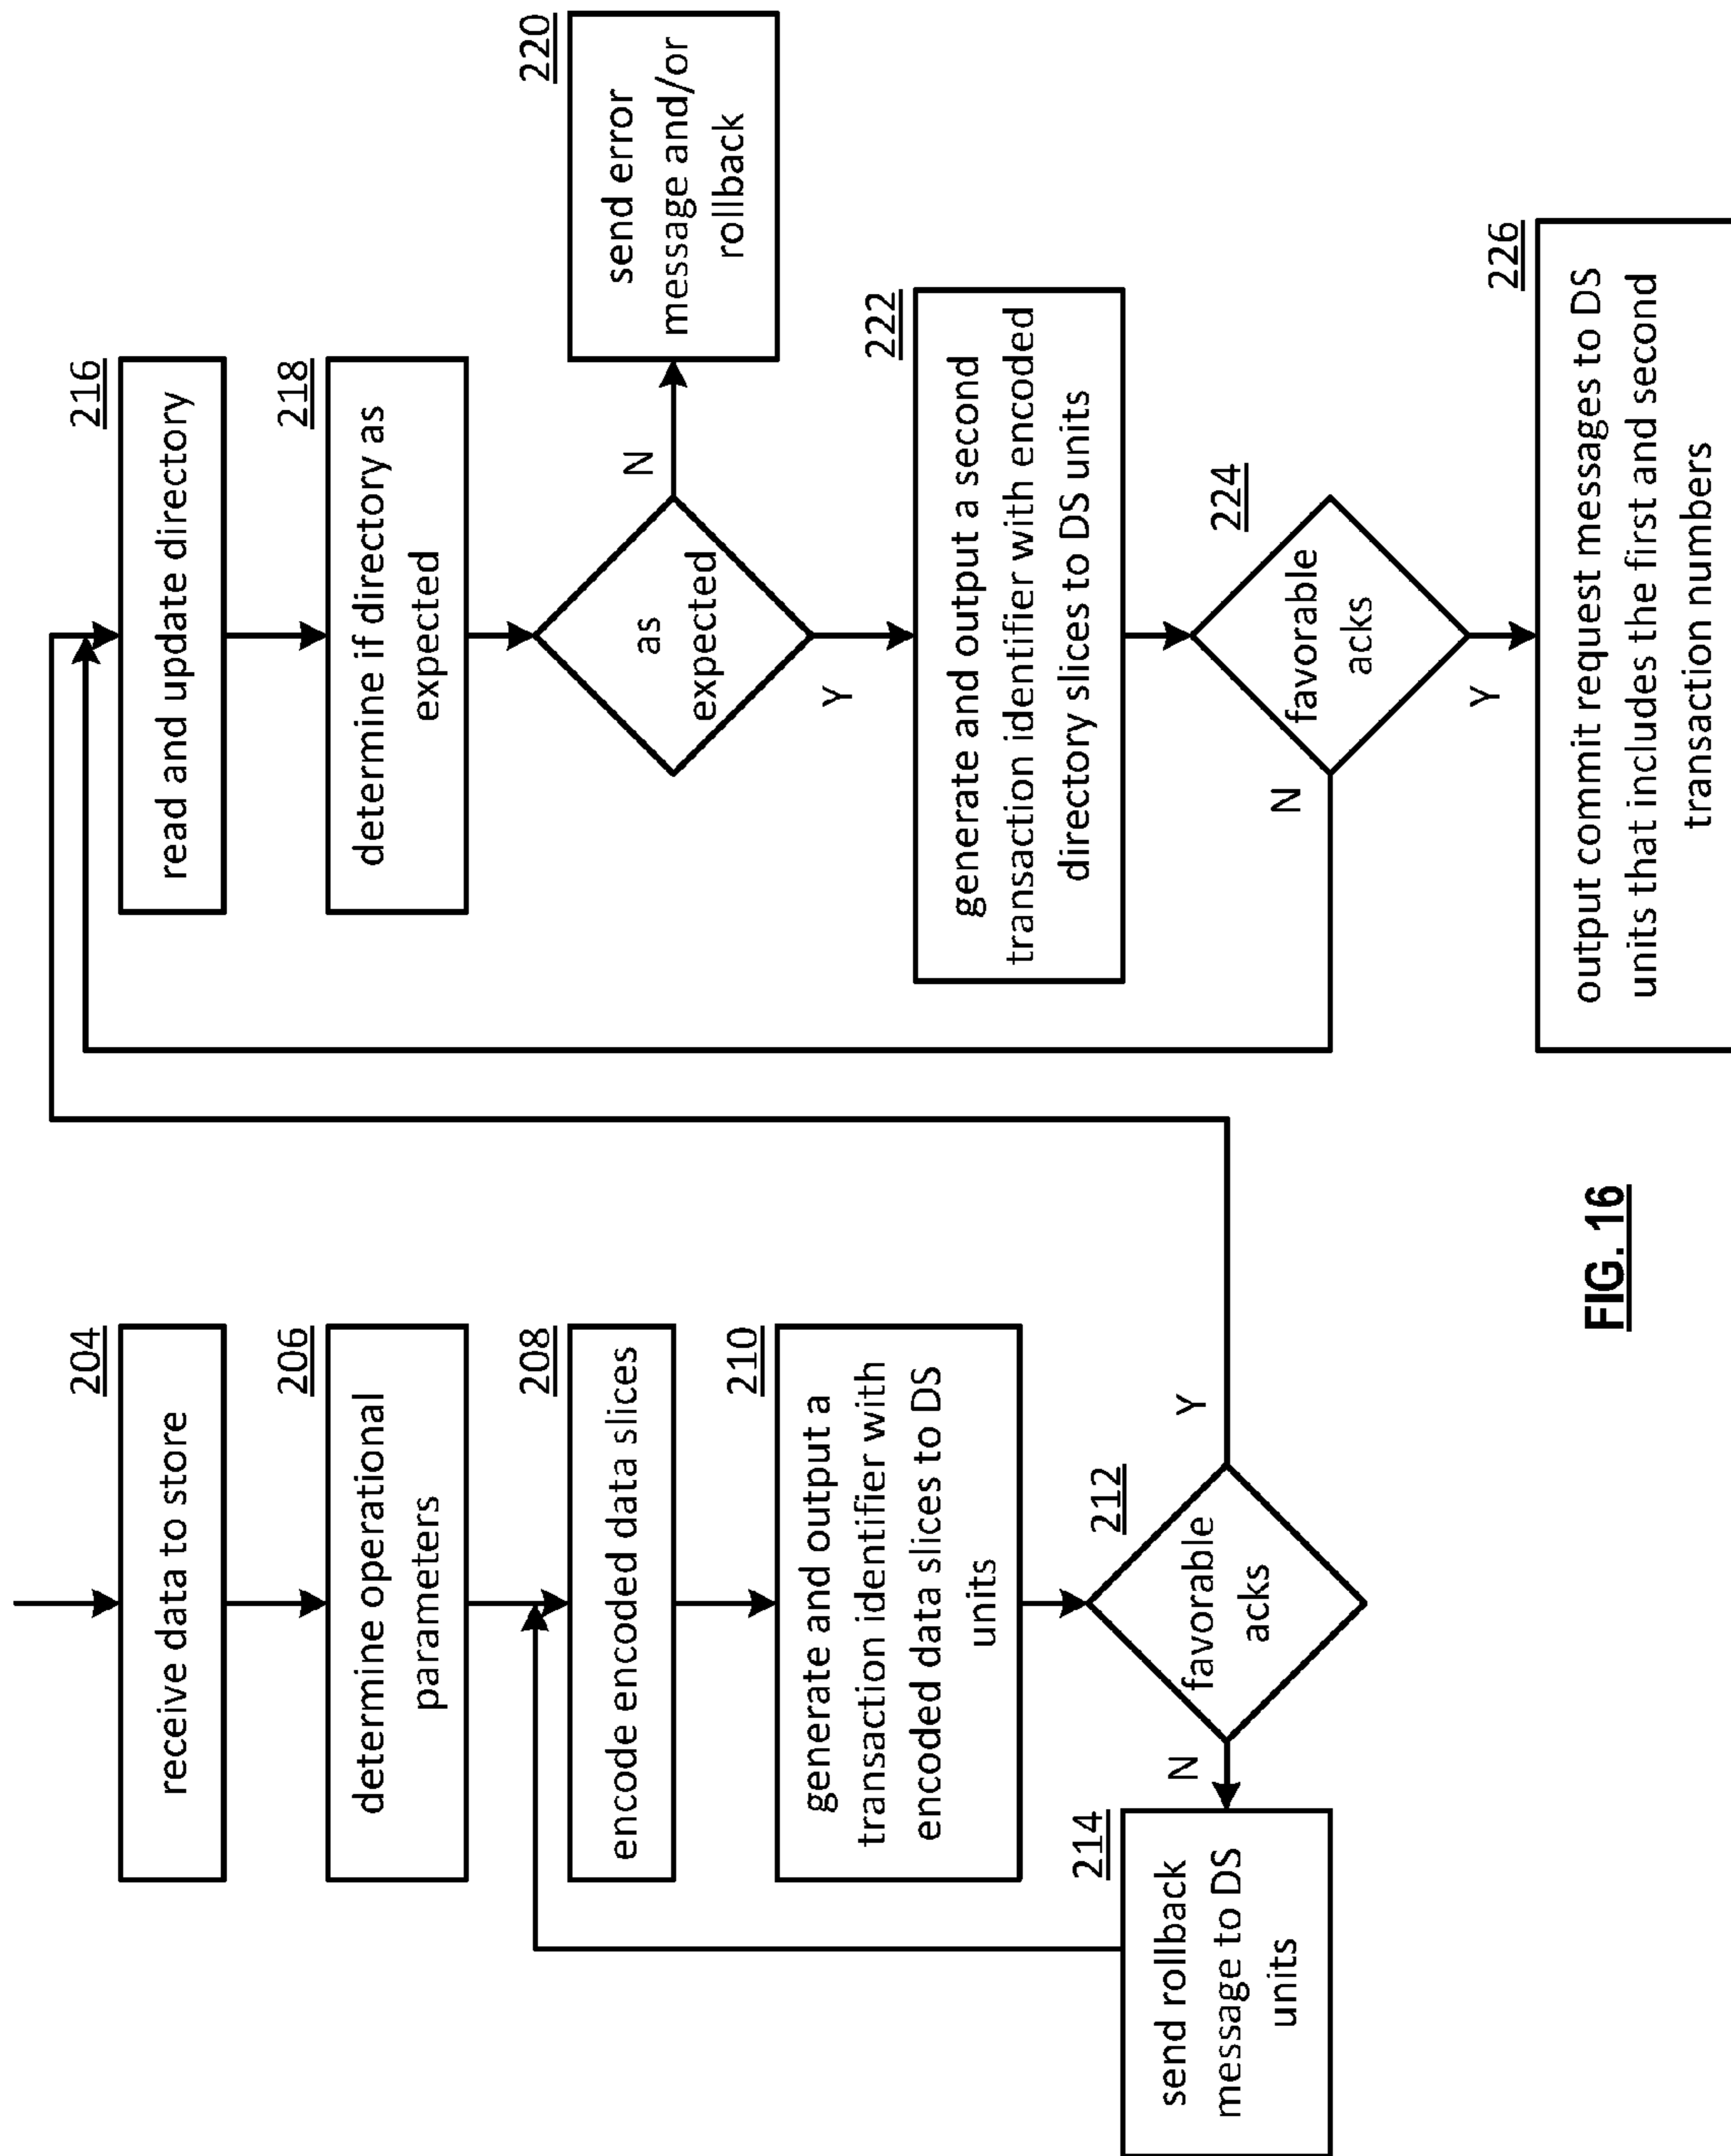 204
receive data to store
206
determine operational
parameters
208
encode encoded data slices
210
generate and output a
transaction identifier with
encoded data slices to DS
units
212
favorable
acks
N
Y
214
send rollback
message to DS
units
216
read and update directory
218
determine if directory as
expected
as
expected
N
Y
220
send error
message and/or
rollback
222
generate and output a second
transaction identifier with encoded
directory slices to DS units
224
favorable
acks
N
Y
226
output commit request messages to DS
units that includes the first and second
transaction numbers
FIG. 16